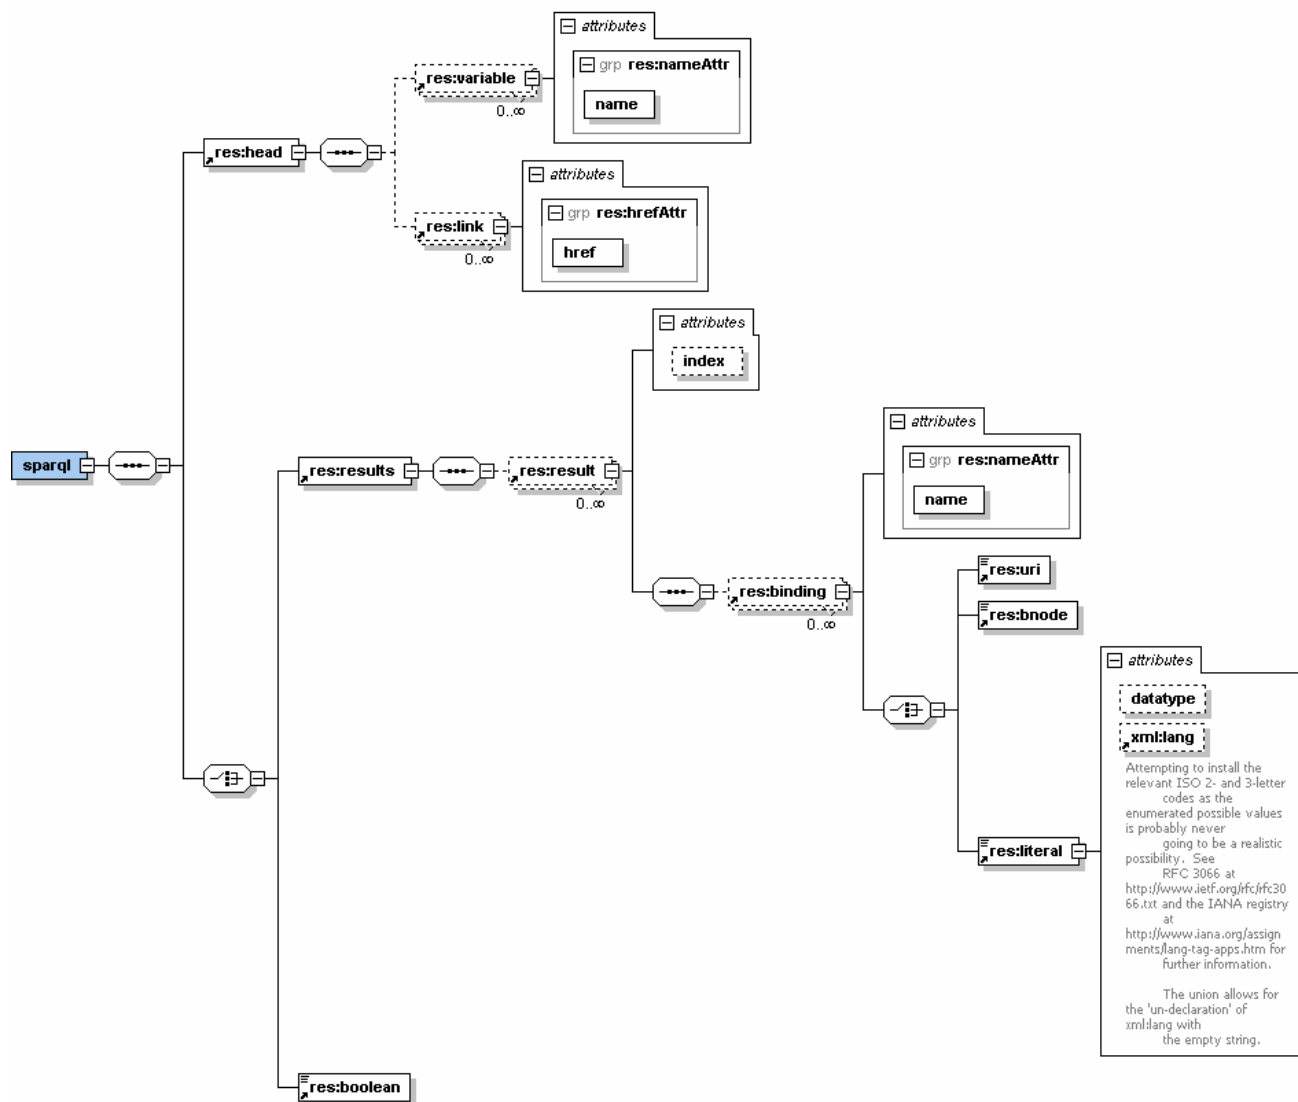 attributes
grp res:nameAttr
res:variable
name
0..∞
res:head
attributes
grp res:hrefAttr
res:link
href
0..∞
attributes
index
attributes
grp res:nameAttr
name
sparql
res:results
res:result
0..∞
res:uri
res:binding
0..∞
res:bnode
attributes
datatype
xml:lang
Attempting to install the
relevant ISO 2- and 3-letter
codes as the
enumerated possible values
is probably never
going to be a realistic
possibility. See
RFC 3066 at
http://www.ietf.org/rfc/rfc30
66.txt and the IANA registry
at
http://www.iana.org/assign
ments/lang-tag-apps.htm for
further information.
The union allows for
the 'un-declaration' of
xml:lang with
the empty string.
res:literal
res:boolean